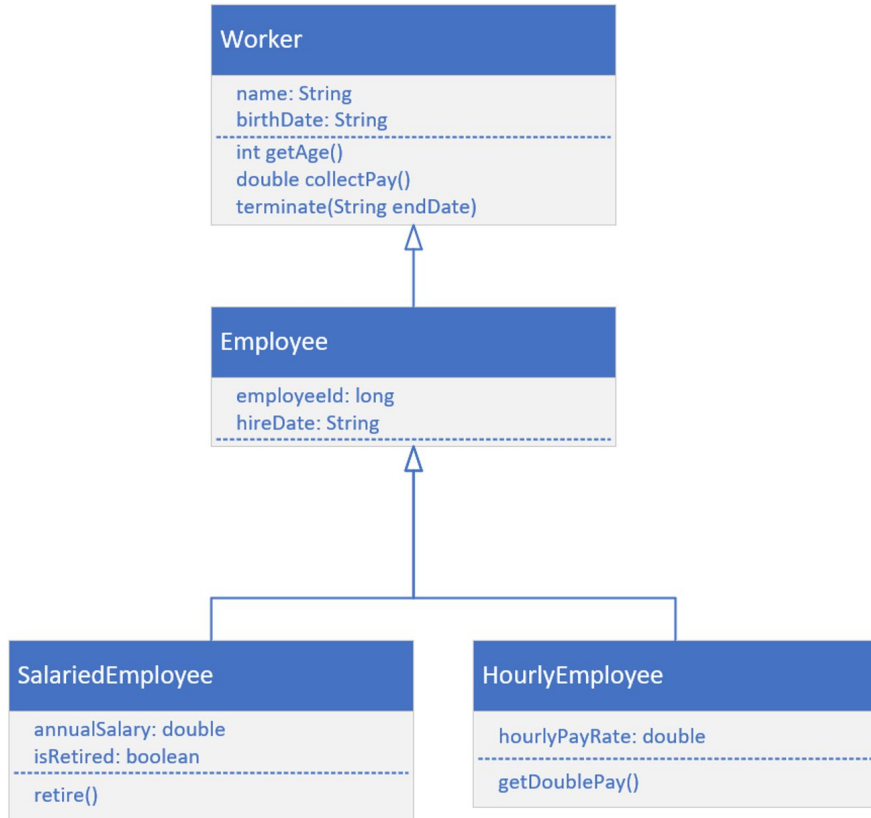 Worker
name: String
birthDate: String
int getAge()
double collectPay()
terminate(String endDate)
Employee
employeeId: long
hireDate: String
SalariedEmployee
annualSalary: double
isRetired: boolean
retire()
HourlyEmployee
hourlyPayRate: double
getDoublePay()